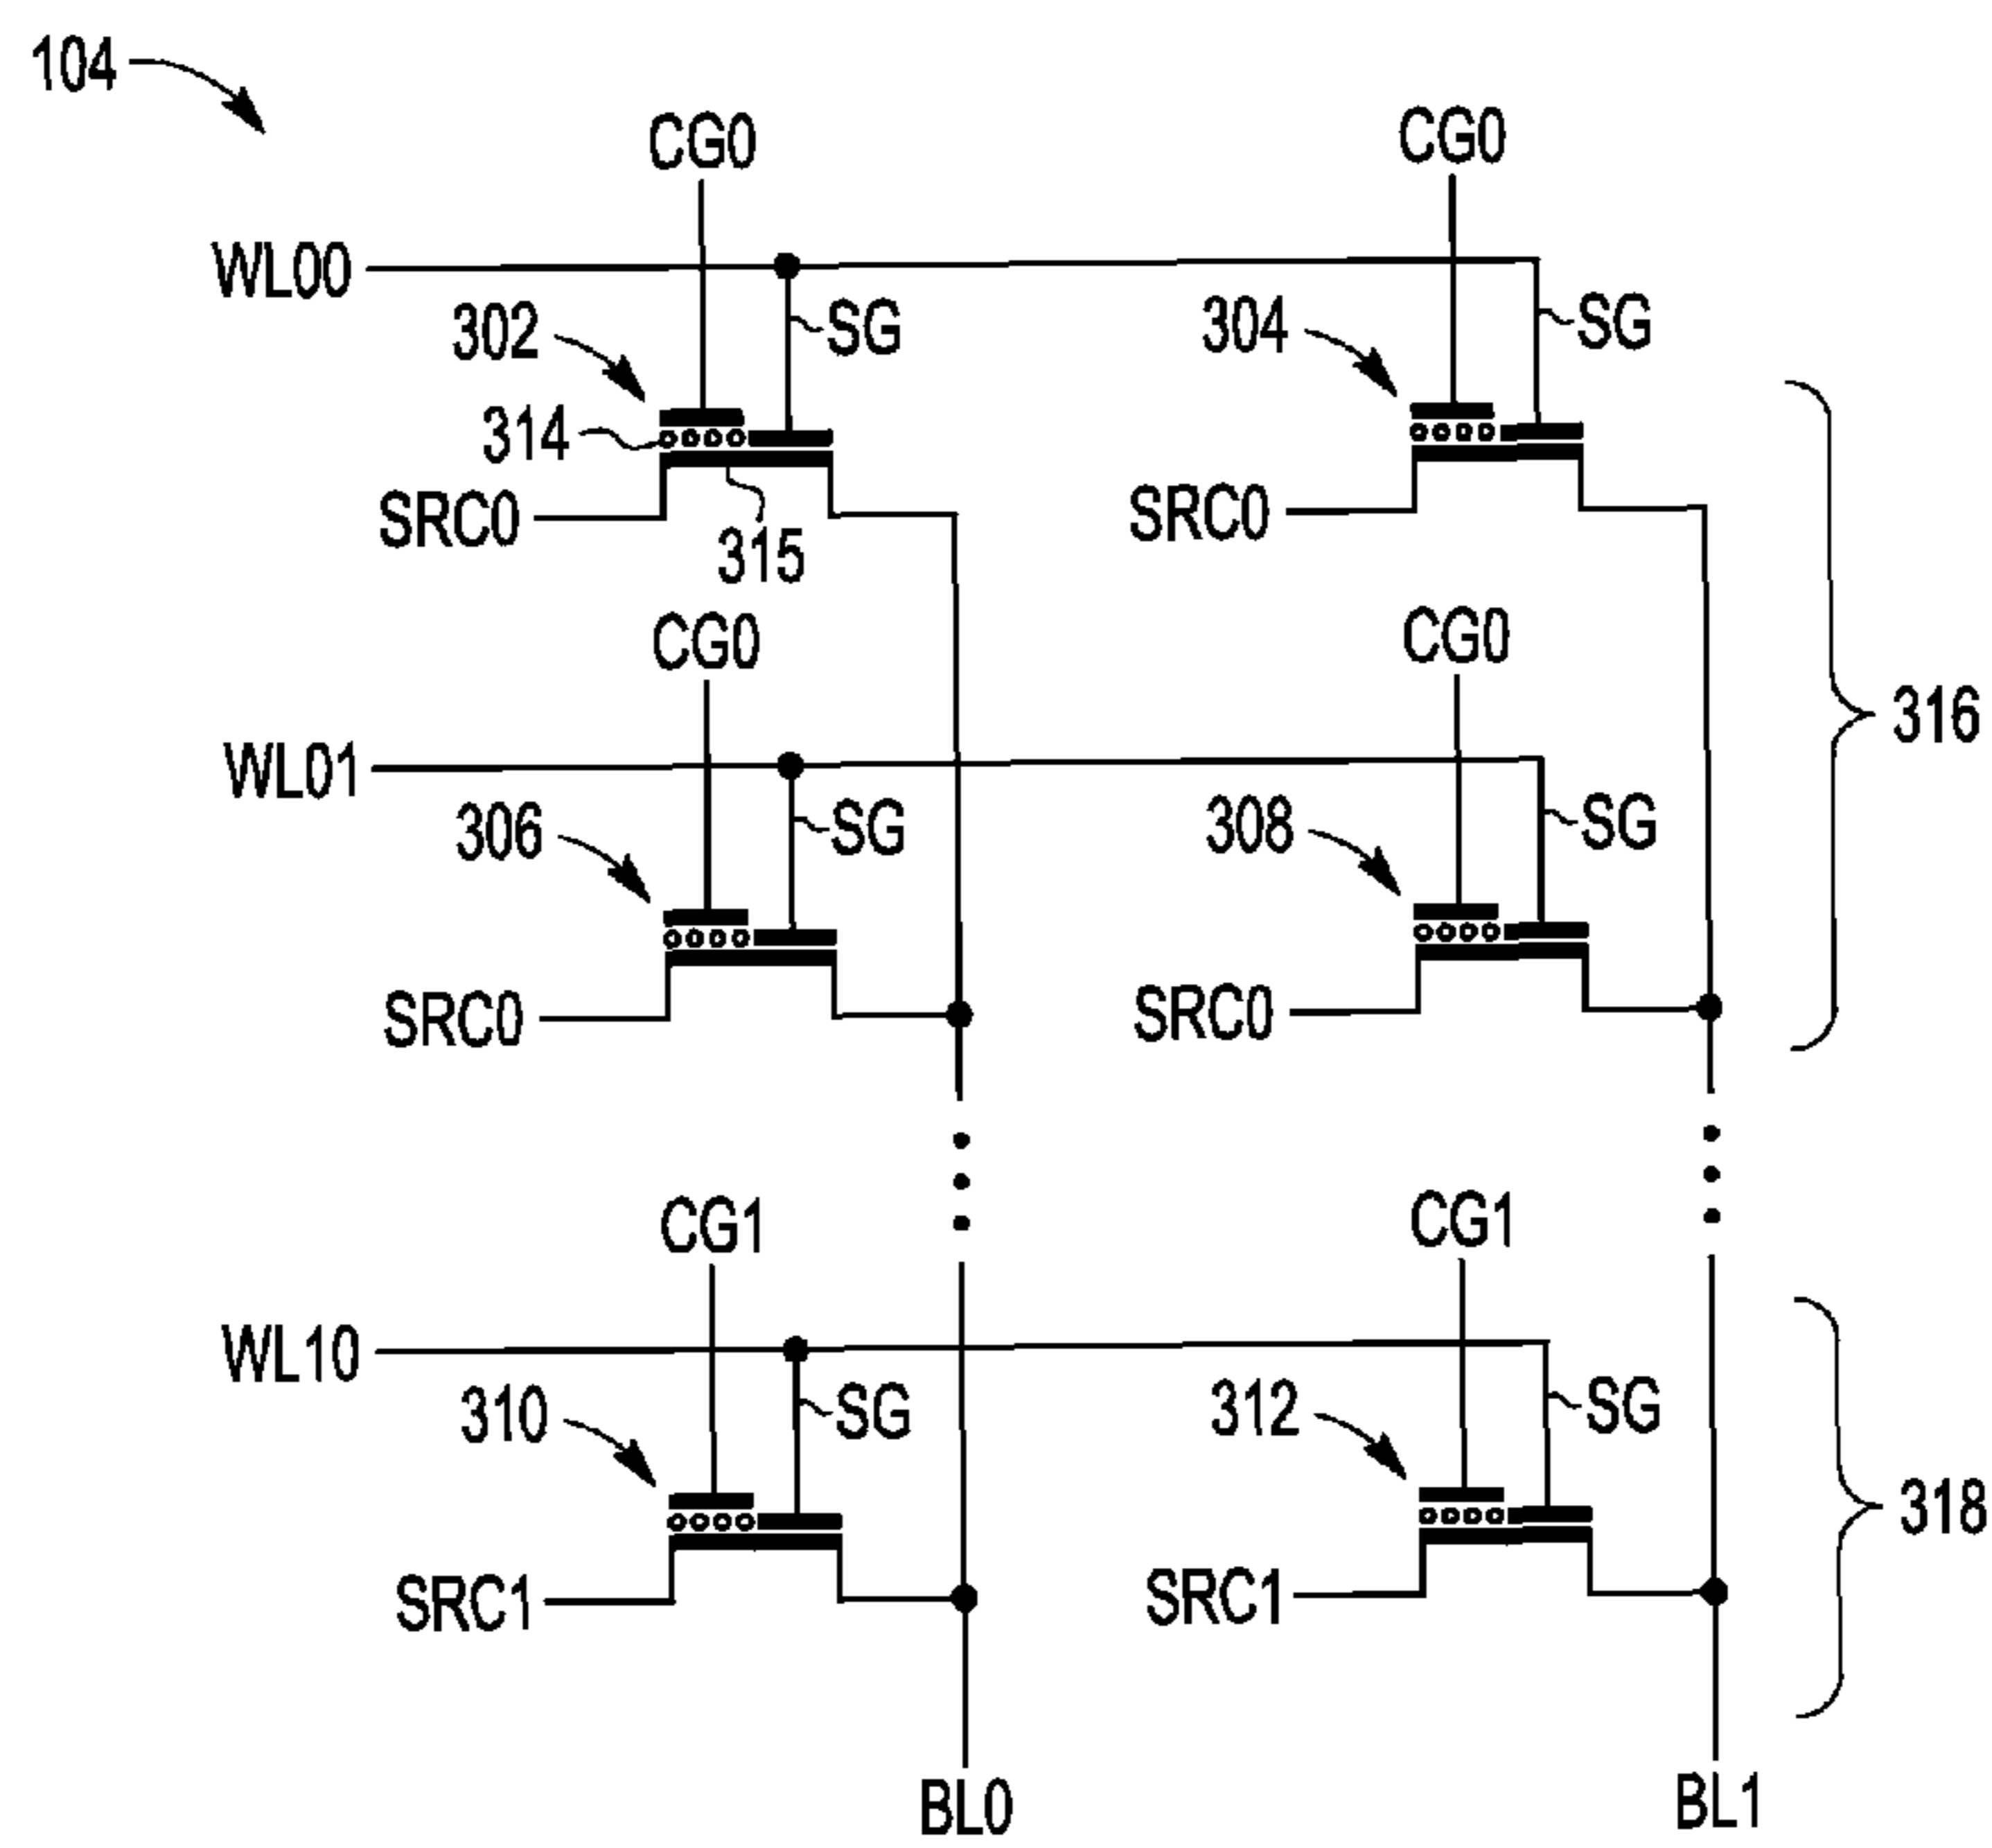 104
CG0 CG0
WL00
302 SG 304 SG
314
SRC0 SRC0
315
CG0 CG0
316
WL01
306 SG 308 SG
SRC0 SRC0
CG1 CG1
WL10
310 SG 312 SG
318
SRC1 SRC1
BL0 BL1